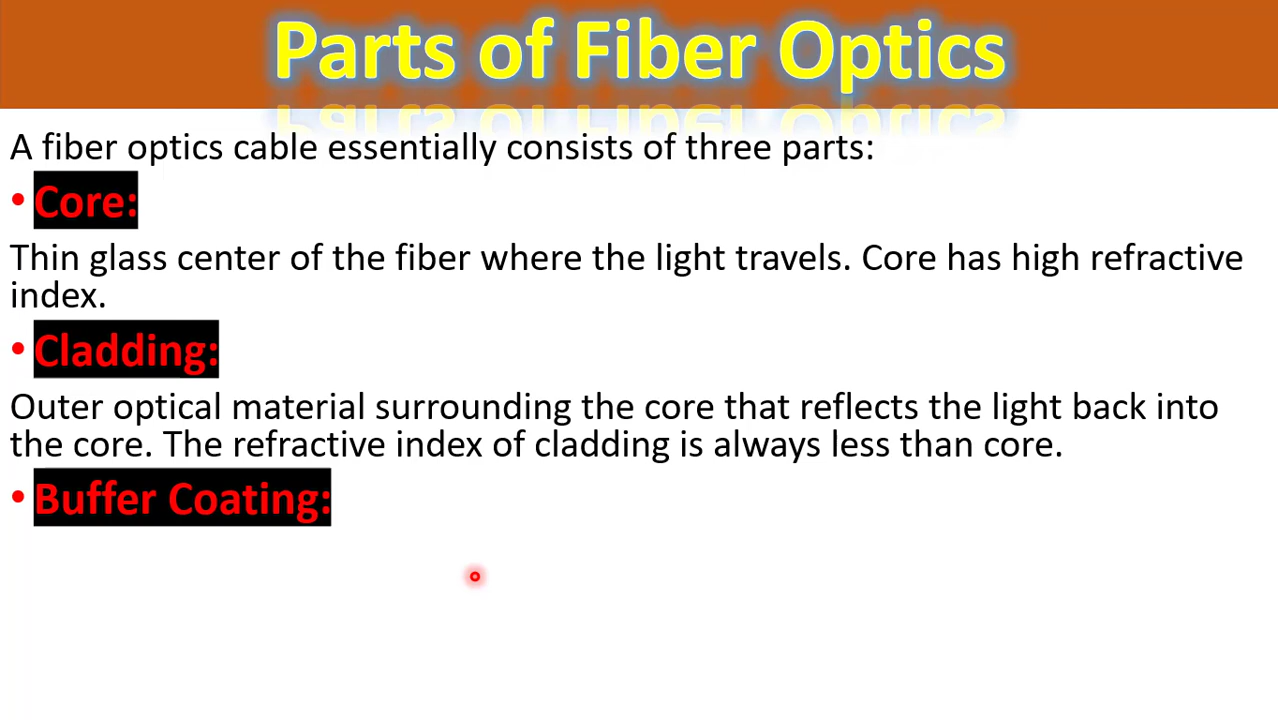 Parts of Fiber Optics
A fiber optics cable essentially consists of three parts:
• Core:
Thin glass center of the fiber where the light travels. Core has high refractive
index.
• Cladding:
Outer optical material surrounding the core that reflects the light back into
the core. The refractive index of cladding is always less than core.
• Buffer Coating: